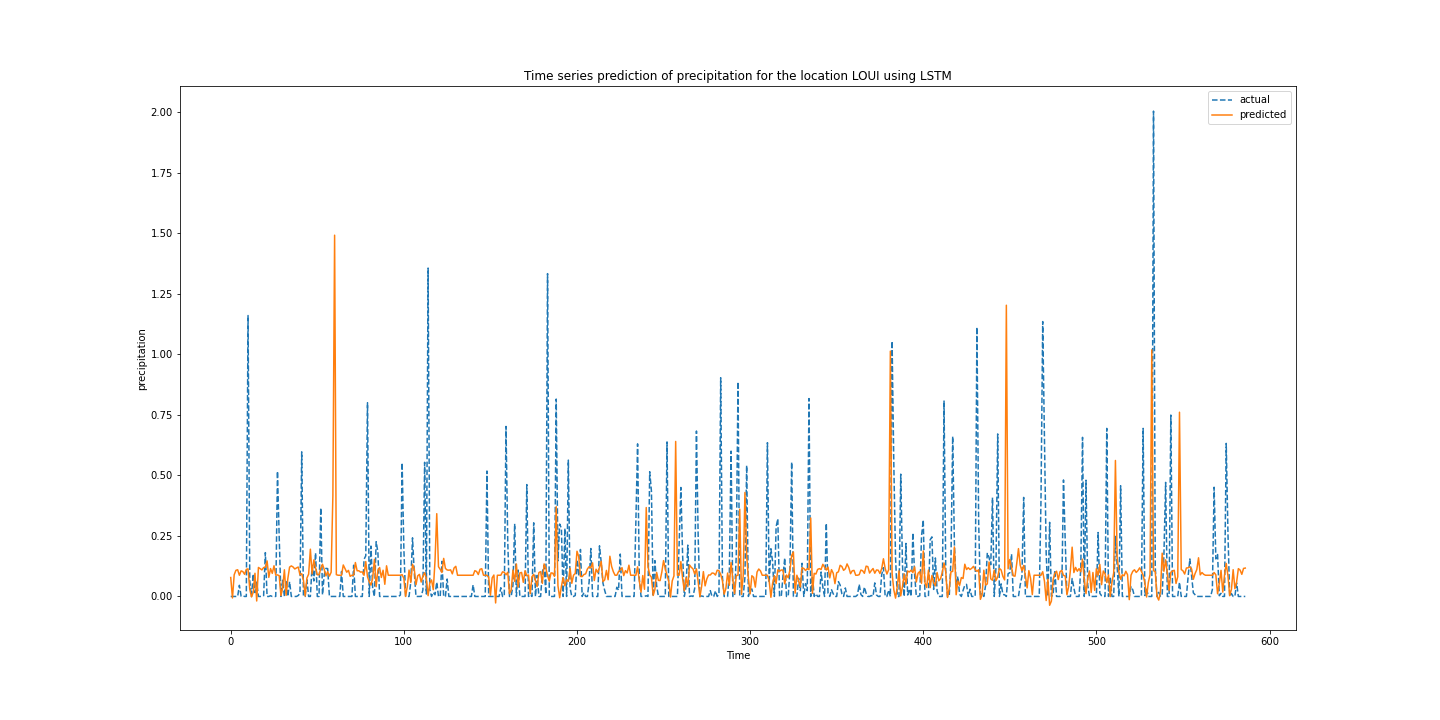 Time series prediction of precipitation for the location LOUI using LSTM
actual
predicted
2.00
1.75
1.50
1.25
1.00
0.75
0.50
0.25
0.00
precipitation
0 100 200 300 400 500 600
Time